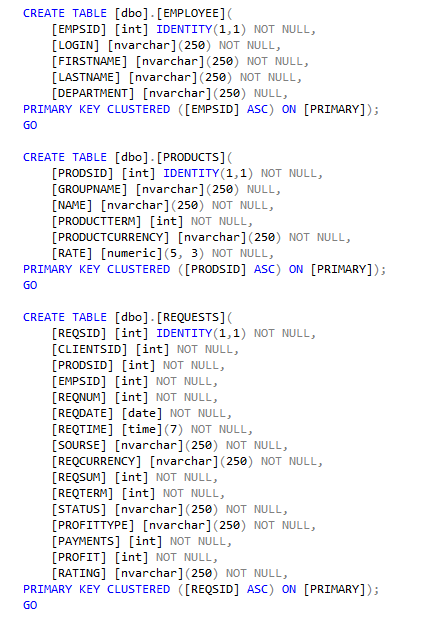 CREATE TABLE [dbo].[EMPLOYEE](
[EMPSID] [int] IDENTITY(1,1) NOT NULL,
[LOGIN] [nvarchar](250) NOT NULL,
[FIRSTNAME] [nvarchar](250) NOT NULL,
[LASTNAME] [nvarchar](250) NOT NULL,
[DEPARTMENT] [nvarchar](250) NULL,
PRIMARY KEY CLUSTERED ([EMPSID] ASC) ON [PRIMARY]);
GO
CREATE TABLE [dbo].[PRODUCTS](
[PRODSID] [int] IDENTITY(1,1) NOT NULL,
[GROUPNAME] [nvarchar](250) NULL,
[NAME] [nvarchar](250) NOT NULL,
[PRODUCTTERM] [int] NOT NULL,
[PRODUCTCURRENCY] [nvarchar](250) NOT NULL,
[RATE] [numeric](5, 3) NOT NULL,
PRIMARY KEY CLUSTERED ([PRODSID] ASC) ON [PRIMARY]);
GO
CREATE TABLE [dbo].[REQUESTS](
[REQSID] [int] IDENTITY(1,1) NOT NULL,
[CLIENTSID] [int] NOT NULL,
[PRODSID] [int] NOT NULL,
[EMPSID] [int] NOT NULL,
[REQNUM] [int] NOT NULL,
[REQDATE] [date] NOT NULL,
[REQTIME] [time](7) NOT NULL,
[SOURSE] [nvarchar](250) NOT NULL,
[REQCURRENCY] [nvarchar](250) NOT NULL,
[REQSUM] [int] NOT NULL,
[REQTERM] [int] NOT NULL,
[STATUS] [nvarchar](250) NOT NULL,
[PROFITTYPE] [nvarchar](250) NOT NULL,
[PAYMENTS] [int] NOT NULL,
[PROFIT] [int] NOT NULL,
[RATING] [nvarchar](250) NOT NULL,
PRIMARY KEY CLUSTERED ([REQSID] ASC) ON [PRIMARY]);
GO